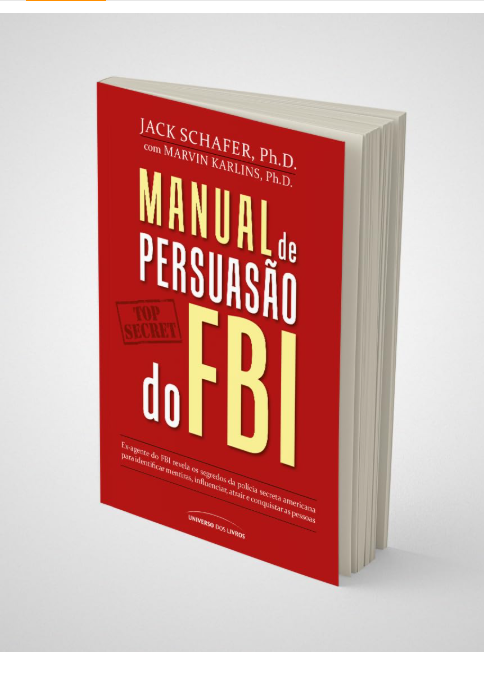 JACK SCHAFER, Ph.D.
com MARVIN KARLINS, Ph.D.
MANUAL de
PERSUASÃO
TOP
SECRET
do FBI
Ex-agente do FBI revela os segredos da polícia secreta americana
para identificar mentiras, influenciar, atrair e conquistar as pessoas
UNIVERSO DOS LIVROS